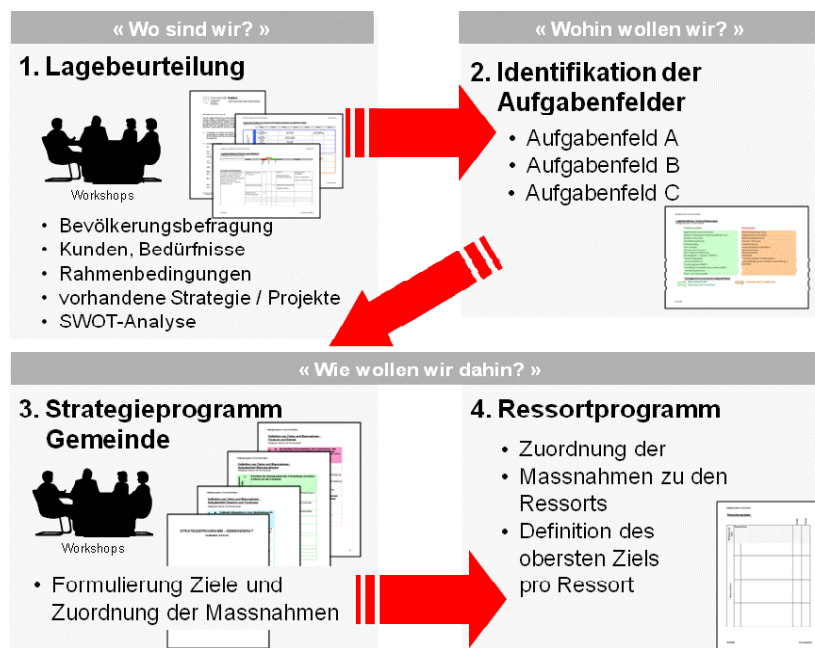 « Wo sind wir? »
1. Lagebeurteilung
Workshops
• Bevölkerungsbefragung
• Kunden, Bedürfnisse
• Rahmenbedingungen
• vorhandene Strategie / Projekte
• SWOT-Analyse
« Wohin wollen wir? »
2. Identifikation der
Aufgabenfelder
• Aufgabenfeld A
• Aufgabenfeld B
• Aufgabenfeld C
« Wie wollen wir dahin? »
3. Strategieprogramm
Gemeinde
Workshops
STRATEGIEPROGRAMM - GEMEINDERAT
• Formulierung Ziele und
Zuordnung der Massnahmen
4. Ressortprogramm
• Zuordnung der
• Massnahmen zu den
Ressorts
• Definition des
obersten Ziels
pro Ressort